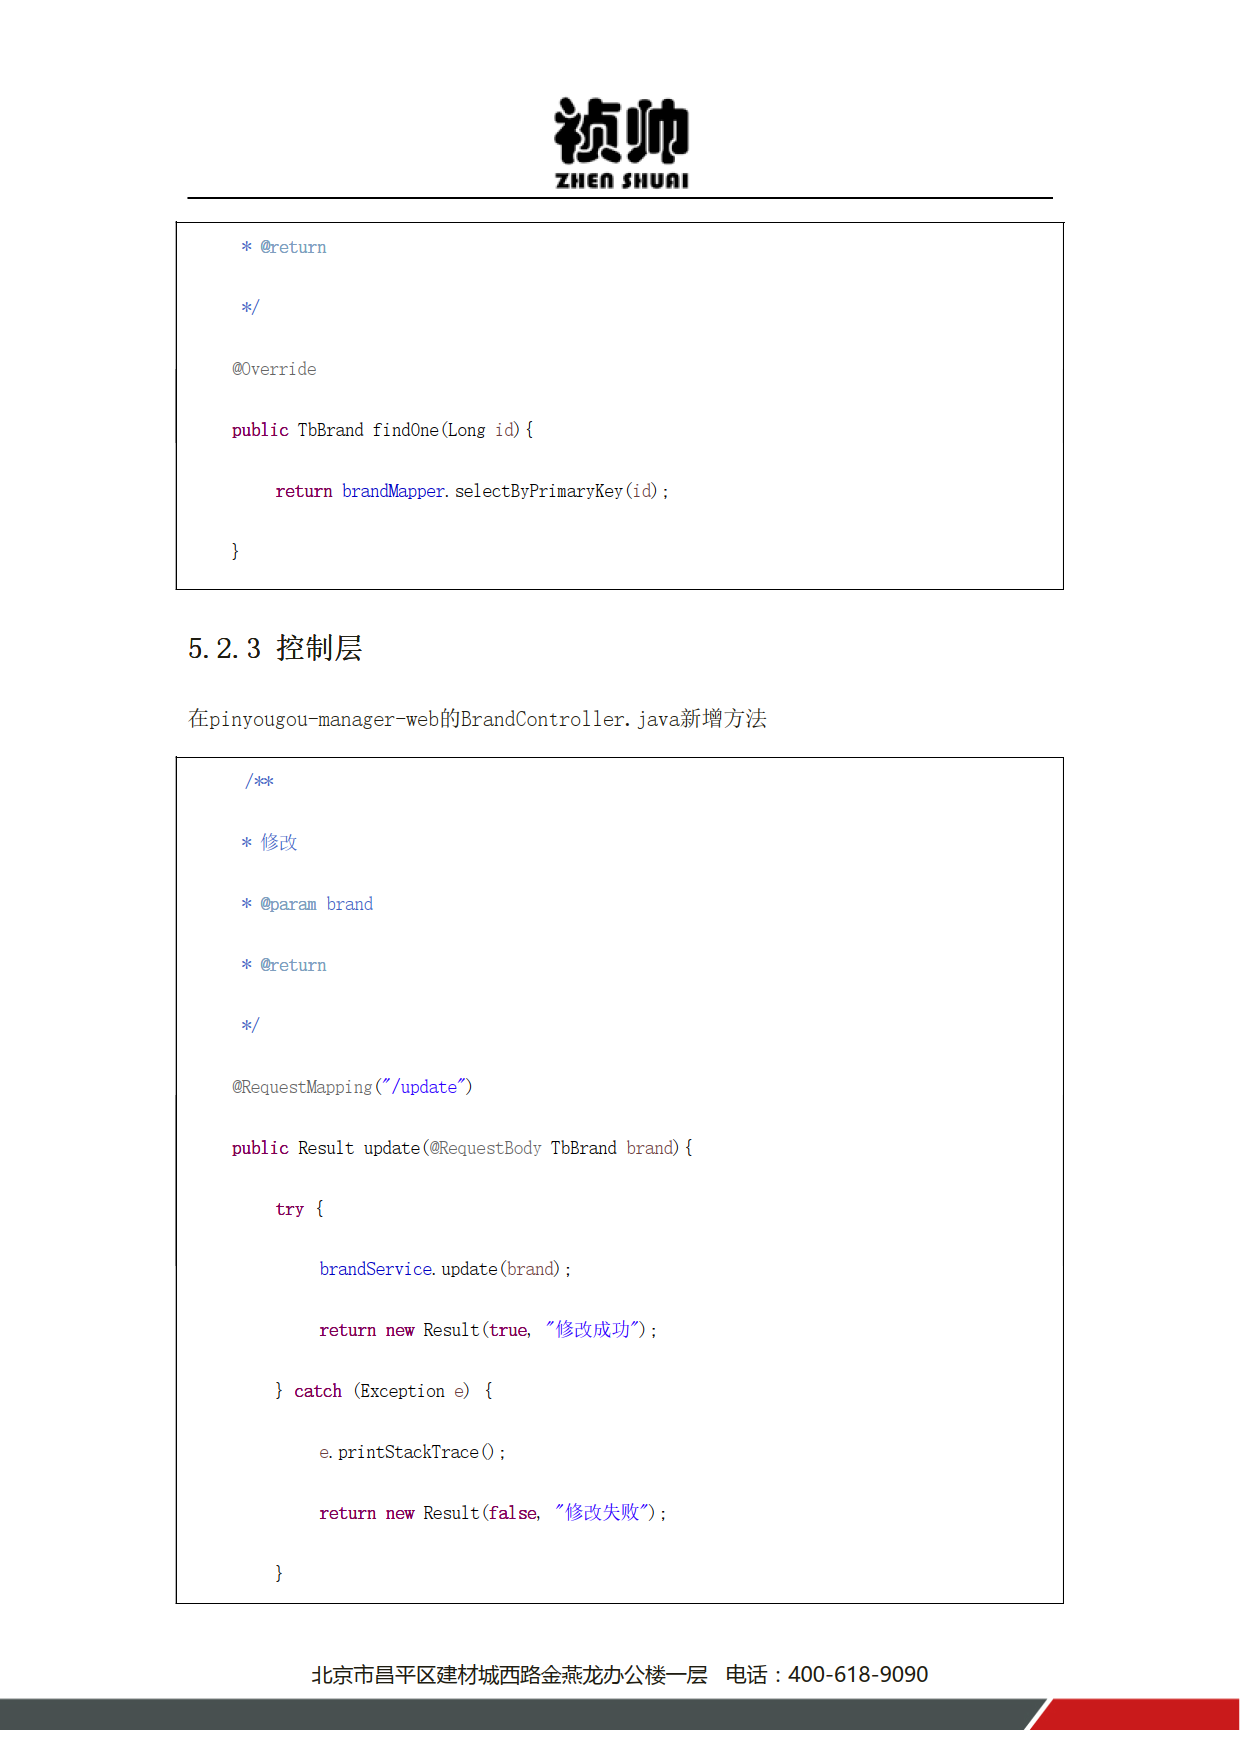 祯帅
ZHEN SHUAI
* @return
*/
@Override
public TbBrand findOne(Long id){
return brandMapper.selectByPrimaryKey(id);
}
5.2.3 控制层
在pinyougou-manager-web的BrandController.java新增方法
/**
* 修改
* @param brand
* @return
*/
@RequestMapping("/update")
public Result update(@RequestBody TbBrand brand){
try {
brandService.update(brand);
return new Result(true, "修改成功");
} catch (Exception e) {
e.printStackTrace();
return new Result(false, "修改失败");
}
北京市昌平区建材城西路金燕龙办公楼一层 电话：400-618-9090